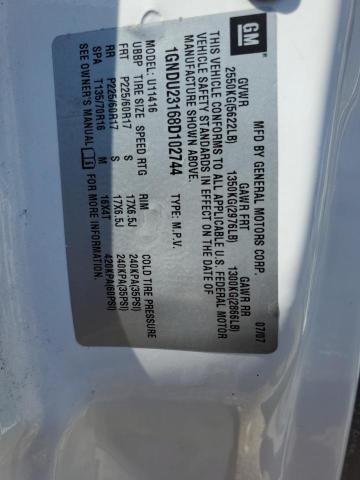 GM
MFD BY GENERAL MOTORS CORP. 07/07
GVWR GAWR FRT GAWR RR
2550KG(5622LB) 1350KG(2976LB) 1300KG(2866LB)
THIS VEHICLE CONFORMS TO ALL APPLICABLE U.S. FEDERAL MOTOR
VEHICLE SAFETY STANDARDS IN EFFECT ON THE DATE OF
MANUFACTURE SHOWN ABOVE.
1GNDU23168D102744 TYPE: M.P.V.
MODEL: U11416
UBBP TIRE SIZE SPEED RTG RIM COLD TIRE PRESSURE
FRT P225/60R17 S 17X6.5J 240KPA(35PSI)
RR P225/60R17 S 17X6.5J 240KPA(35PSI)
SPA T135/70R16 M 16X4T 420KPA(60PSI)
SEE OWNER'S MANUAL FOR MORE INFORMATION.